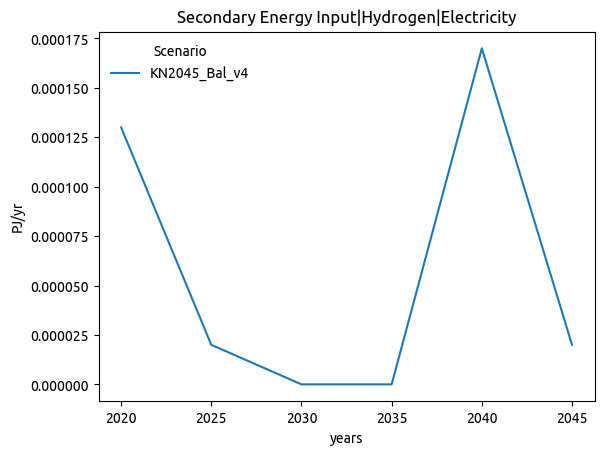 Secondary Energy Input|Hydrogen|Electricity
Scenario
KN2045_Bal_v4
0.000175
0.000150
0.000125
0.000100
0.000075
0.000050
0.000025
0.000000
PJ/yr
2020 2025 2030 2035 2040 2045
years